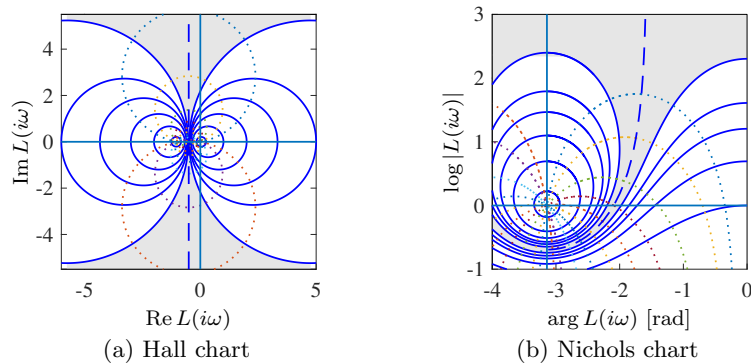 4
2
0
-2
-4
Im L(iω)
-5 0 5
Re L(iω)
(a) Hall chart
3
2
1
0
-1
log |L(iω)|
-4 -3 -2 -1 0
arg L(iω) [rad]
(b) Nichols chart